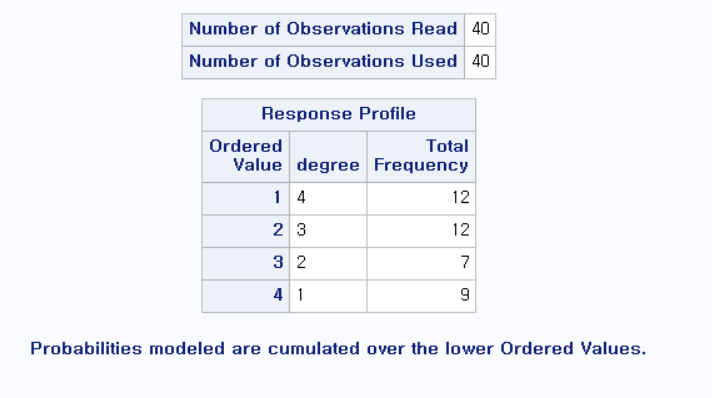 Number of Observations Read 40
Number of Observations Used 40
Response Profile
Ordered Value degree Total Frequency
1 4 12
2 3 12
3 2 7
4 1 9
Probabilities modeled are cumulated over the lower Ordered Values.